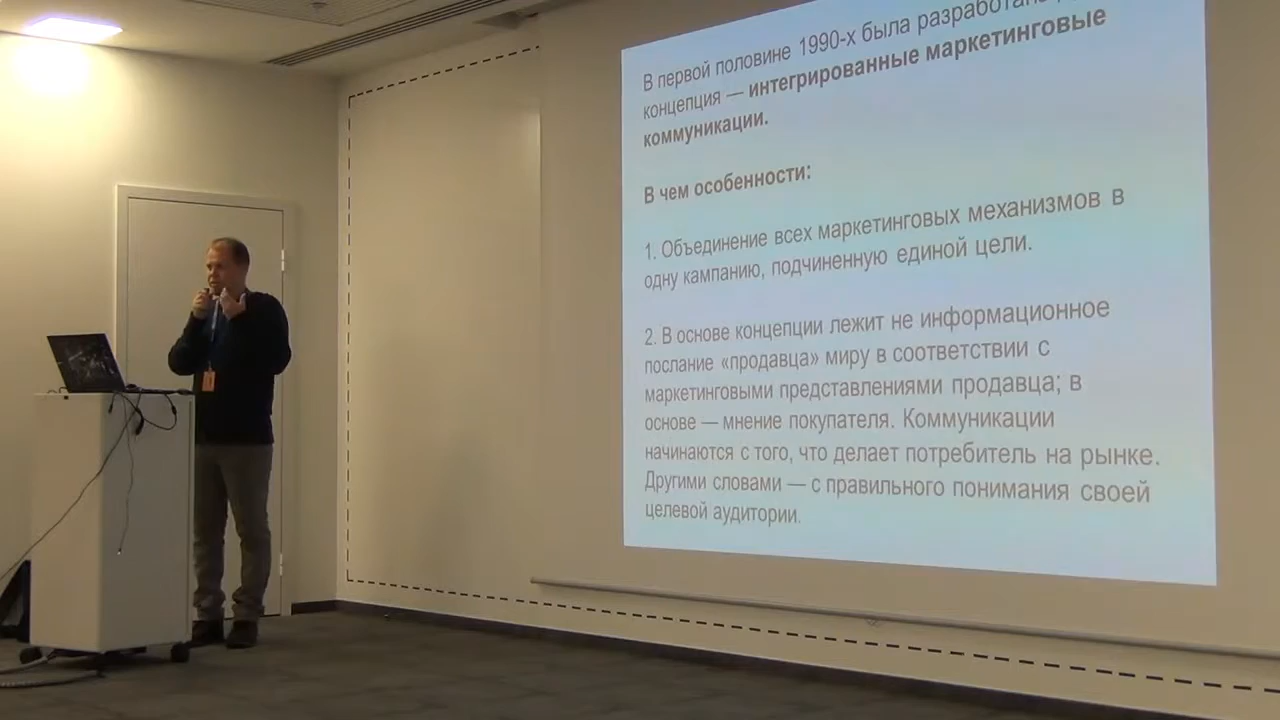 В первой половине 1990-х была разработана
концепция — интегрированные маркетинговые
коммуникации.
В чем особенности:
1. Объединение всех маркетинговых механизмов в
одну кампанию, подчиненную единой цели.
2. В основе концепции лежит не информационное
послание «продавца» миру в соответствии с
маркетинговыми представлениями продавца; в
основе — мнение покупателя. Коммуникации
начинаются с того, что делает потребитель на рынке.
Другими словами — с правильного понимания своей
целевой аудитории.